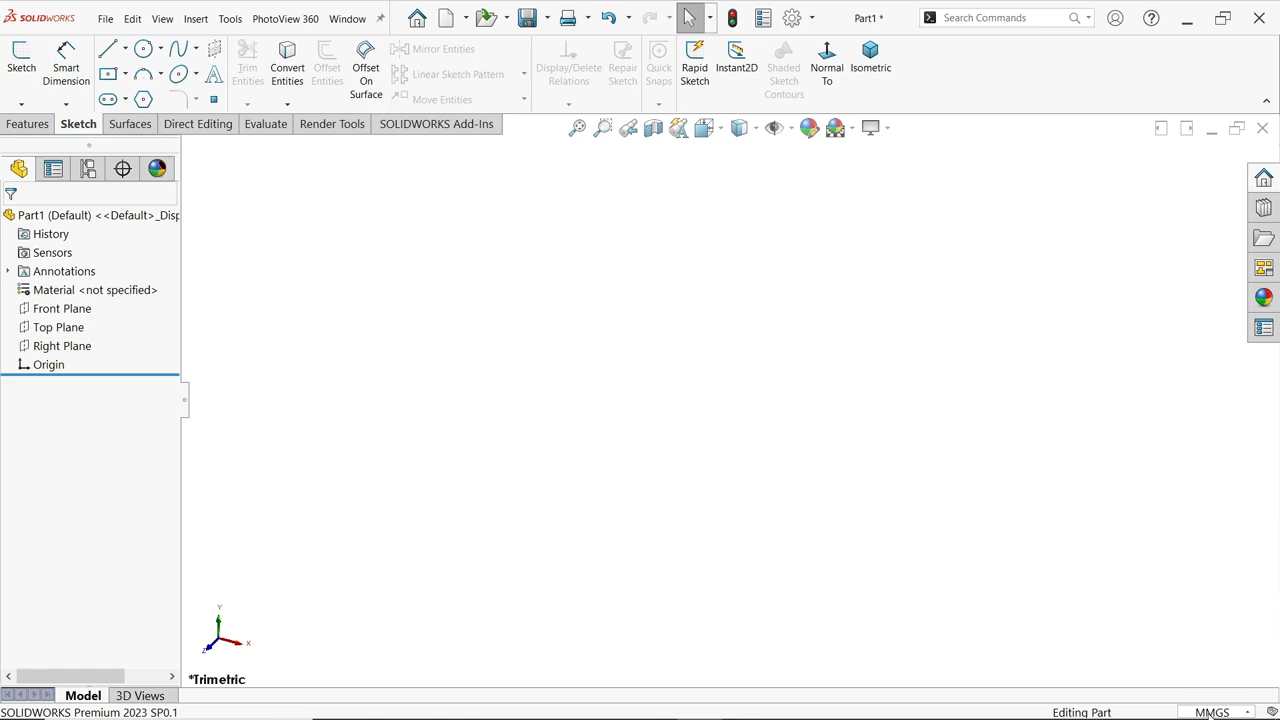 SOLIDWORKS File Edit View Insert Tools PhotoView 360 Window Part1 * Search Commands
Sketch
Smart Dimension
Trim Entities
Convert Entities
Offset Entities
Offset On Surface
Mirror Entities
Linear Sketch Pattern
Move Entities
Display/Delete Relations
Repair Sketch
Quick Snaps
Rapid Sketch
Instant2D
Shaded Sketch Contours
Normal To
Isometric
Features Sketch Surfaces Direct Editing Evaluate Render Tools SOLIDWORKS Add-Ins
Part1 (Default) <<Default>_Disp
History
Sensors
Annotations
Material <not specified>
Front Plane
Top Plane
Right Plane
Origin
Y
X
Z
*Trimetric
Model 3D Views
SOLIDWORKS Premium 2023 SP0.1 Editing Part MMGS